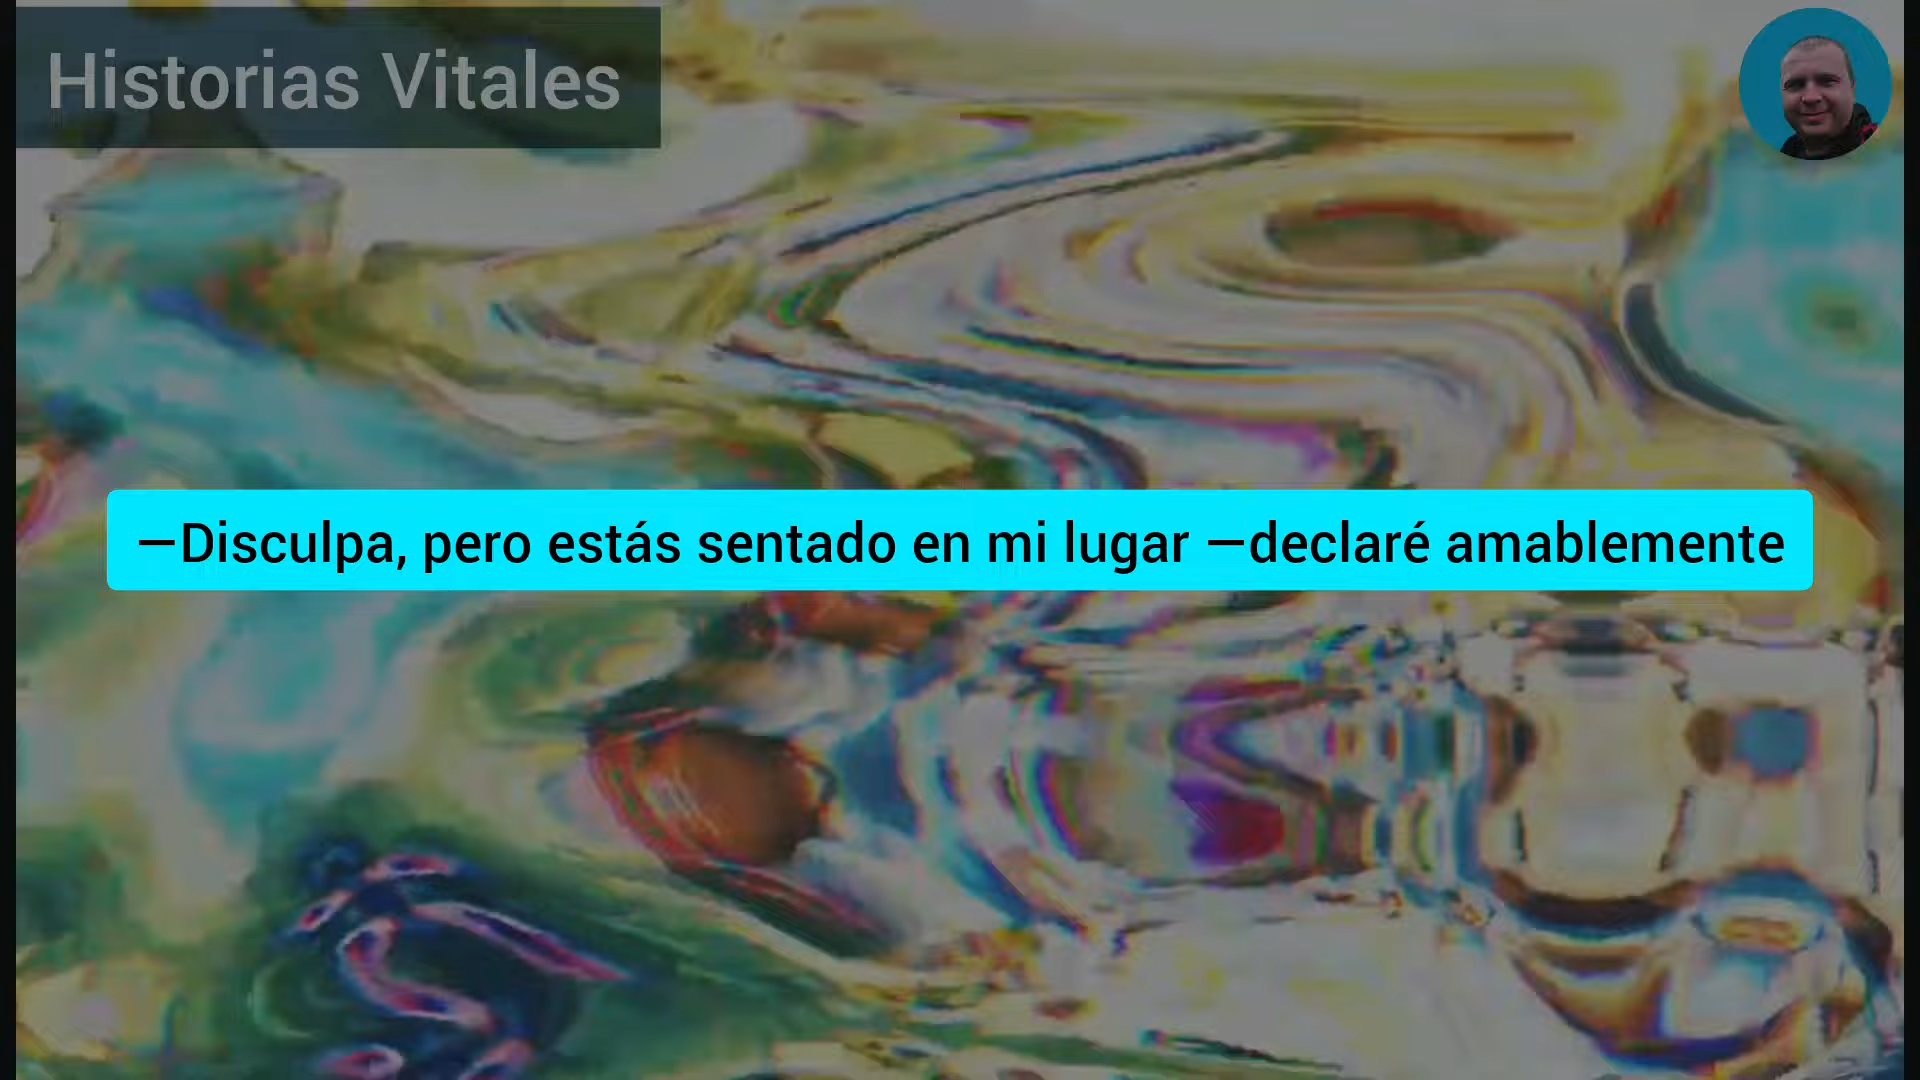 Historias Vitales
—Disculpa, pero estás sentado en mi lugar —declaré amablemente